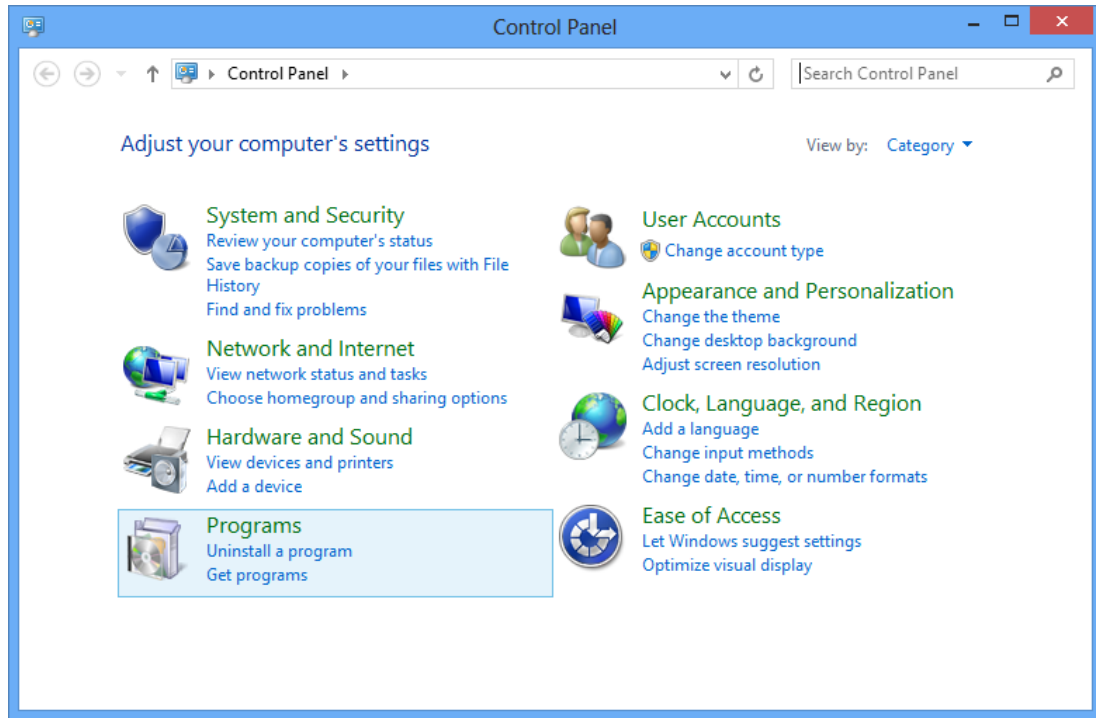 Control Panel
Control Panel
Search Control Panel
Adjust your computer's settings
View by: Category
System and Security
Review your computer's status
Save backup copies of your files with File
History
Find and fix problems
Network and Internet
View network status and tasks
Choose homegroup and sharing options
Hardware and Sound
View devices and printers
Add a device
Programs
Uninstall a program
Get programs
User Accounts
Change account type
Appearance and Personalization
Change the theme
Change desktop background
Adjust screen resolution
Clock, Language, and Region
Add a language
Change input methods
Change date, time, or number formats
Ease of Access
Let Windows suggest settings
Optimize visual display